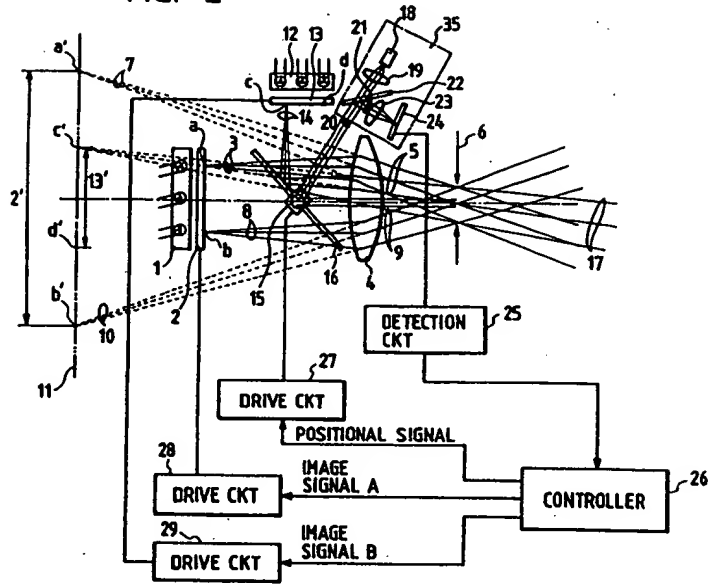 12 13 d
21 18 35
19
22
23
24
a' 7
c 14 20
6
5
c'
a 3
2' 13'
d'
8
b
1
15 16 4 9
17
b'
2
10
11
DETECTION
CKT
25
27
DRIVE CKT
POSITIONAL SIGNAL
28
DRIVE CKT
IMAGE
SIGNAL A
CONTROLLER
26
29
DRIVE CKT
IMAGE
SIGNAL B